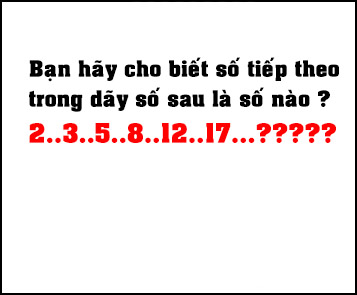 Bạn hãy cho biết số tiếp theo
trong dãy số sau là số nào ?
2..3..5..8..12..17...?????